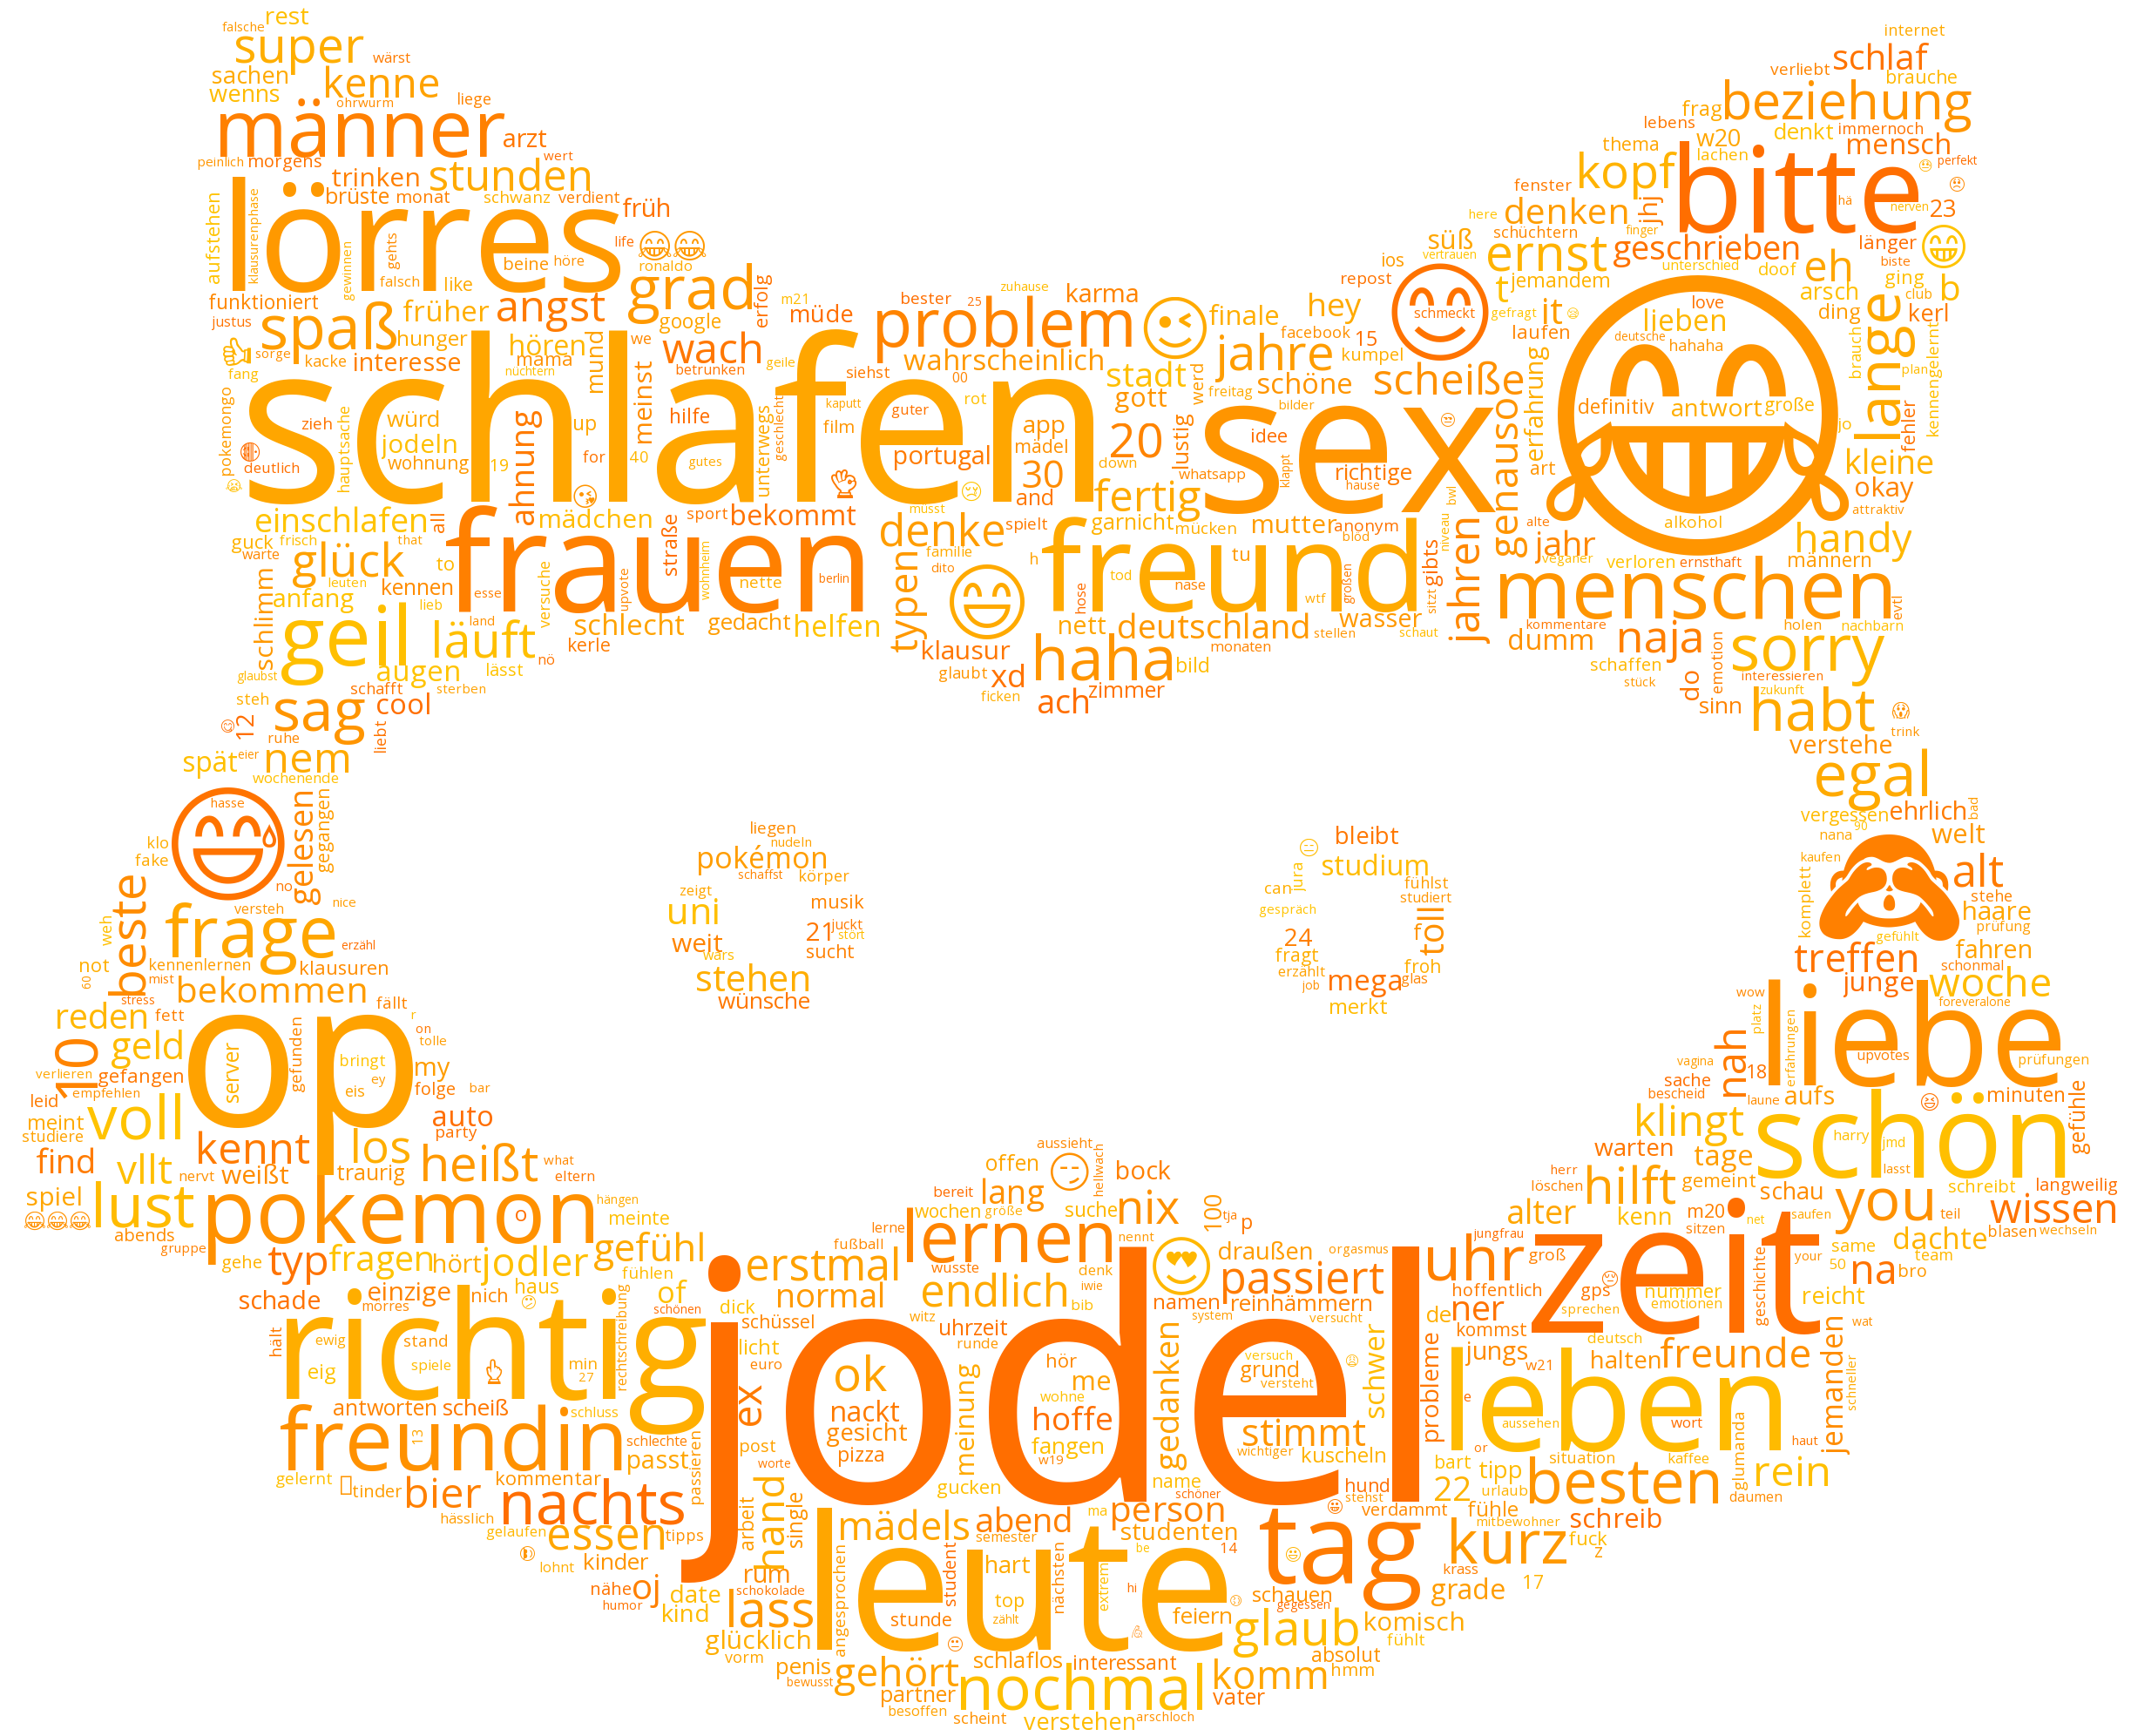 rest
falsche
super
wärst
sachen
kenne
wenns
ohrwurm
liege
männer
arzt
peinlich
morgens
wert
trinken
stunden
brüste
monat
schwanz
verdient
früh
lörres
aufstehen
klausurenphase
gewinnen
gehts
life
😂😂
beine
höre
ronaldo
falsch
like
grad
erfolg
funktioniert
früher
angst
justus
spaß
hunger
hören
mund
google
we
müde
wach
sorge
kacke
interesse
mama
nüchtern
betrunken
geile
fang
internet
schlaf
verliebt
brauche
frag
beziehung
lebens
w20
denkt
immernoch
thema
lachen
mensch
perfekt
kopf
bitte
fenster
here
denken
jhj
finger
hä
nerven
23
schüchtern
süß
vertrauen
ernst
geschrieben
länger
😁
ios
repost
unterschied
doof
eh
biste
jemandem
arsch
ging
club
b
t
it
gefragt
ding
kerl
laufen
love
lieben
deutsche
hahaha
schmeckt
😊
😂
definitiv
antwort
große
alkohol
lange
brauch
jo
fehler
plan
kennengelernt
kleine
okay
attraktiv
zuhause
m21
bester
25
karma
problem
😉
finale
hey
facebook
15
kumpel
wahrscheinlich
jahre
scheiße
stadt
werd
schöne
freitag
bilder
gott
schlafen
sex
pokemongo
zieh
deutlich
hauptsache
würd
jodeln
wohnung
19
ahnung
up
for
meinst
40
hilfe
gutes
unterwegs
geschlecht
siehst
kaputt
film
guter
00
rot
portugal
app
mädel
30
and
20
down
lustig
whatsapp
idee
klappt
richtige
hause
bwl
genauso
erfahrung
art
einschlafen
all
mädchen
sport
bekommt
müsst
denke
spielt
fertig
garnicht
mücken
mutter
anonym
blöd
niveau
jahren
alte
jahr
handy
guck
frisch
that
warte
glück
leuten
to
kennen
esse
frauen
straße
upvote
wohnheim
nette
berlin
familie
dito
h
freund
tod
nase
tu
wtf
großen
sitzt
gibts
veganer
verloren
ernsthaft
männern
menschen
evtl
schlimm
anfang
lieb
versuche
land
schlecht
gedacht
helfen
typen
😄
hose
nett
deutschland
stellen
wasser
schaut
kommentare
dumm
holen
nachbarn
geil
läuft
nö
kerle
klausur
haha
bild
monaten
naja
emotion
sorry
glaubst
augen
lässt
glaubt
xd
schaffen
interessieren
stück
steh
schafft
sterben
ficken
ach
zimmer
do
zukunft
sinn
habt
sag
cool
12
ruhe
liebt
trink
verstehe
spät
eier
nem
wochenende
egal
hasse
😅
klo
fake
gelesen
gegangen
liegen
nudeln
pokémon
schaffst
körper
zeigt
musik
uni
21
juckt
stört
weit
wars
sucht
stehen
wünsche
bleibt
studium
can
jura
fühlst
studiert
gespräch
f
toll
24
fragt
erzählt
froh
job
mega
glas
merkt
vergessen
ehrlich
bad
nana
90
welt
kaufen
🙈
alt
komplett
stehe
haare
prüfung
gefühlt
fahren
treffen
schonmal
junge
woche
no
nice
versteh
weh
beste
frage
erzähl
not
kennenlernen
klausuren
60
mist
stress
bekommen
fällt
reden
fett
r
on
tolle
10
geld
op
server
gefunden
bringt
my
verlieren
gefangen
eis
ey
folge
bar
leid
empfehlen
meint
voll
studiere
auto
party
kennt
los
find
vllt
nervt
weißt
traurig
heißt
what
eltern
spiel
😂😂😂
lust
pokemon
o
hängen
meinte
abends
gruppe
wow
platz
liebe
foreveralone
vagina
nah
erfahrungen
upvotes
prüfungen
sache
18
bescheid
laune
aufs
minuten
gefühle
klingt
schön
harry
jmd
lasst
warten
tage
herr
löschen
hilft
gemeint
schau
you
schreibt
langweilig
wissen
alter
kenn
m20
sitzen
net
saufen
teil
blasen
wechseln
aussieht
offen
😏
hellwach
bock
bereit
lang
wochen
größe
suche
nix
100
tja
p
gehe
typ
fragen
hört
jodler
gefühl
fühlen
erstmal
fußball
lerne
lernen
wüsste
nennt
denk
iwie
draußen
orgasmus
passiert
uhr
jungfrau
groß
zeit
your
same
dachte
team
50
na
bro
schade
mörres
einzige
nich
haus
of
schönen
dick
normal
endlich
bib
😍
namen
reinhämmern
hoffentlich
gps
sprechen
nummer
emotionen
geschichte
reicht
hält
ewig
stand
richtig
rechtschreibung
schüssel
witz
uhrzeit
runde
system
versucht
de
ner
kommst
deutsch
wat
eig
spiele
min
27
licht
euro
jodel
ok
hör
me
wohne
gedanken
versuch
grund
versteht
schwer
jungs
w21
halten
freunde
jemanden
schneller
antworten
scheiß
schluss
ex
nackt
gesicht
pizza
meinung
hoffe
fangen
w19
stimmt
wichtiger
kuscheln
probleme
e
leben
aussehen
wort
haut
freundin
13
schlechte
passt
passieren
post
worte
gelernt
tinder
kommentar
gucken
name
schöner
hund
stehst
bart
or
situation
kaffee
glumanda
tipp
rein
22
urlaub
besten
daumen
bier
hässlich
nachts
hand
mädels
abend
ma
person
verdammt
fühle
mitbewohner
schreib
gelaufen
essen
tipps
arbeit
single
semester
studenten
be
14
tag
kurz
fuck
z
lohnt
kinder
rum
student
hart
nächsten
extrem
krass
nähe
oj
date
schokolade
angesprochen
leute
top
hi
schauen
gegessen
grade
17
humor
kind
lass
stunde
zählt
feiern
glaub
komisch
fühlt
glücklich
vorm
schlaflos
interessant
absolut
penis
bewusst
gehört
komm
hmm
partner
nochmal
vater
besoffen
scheint
verstehen
arschloch